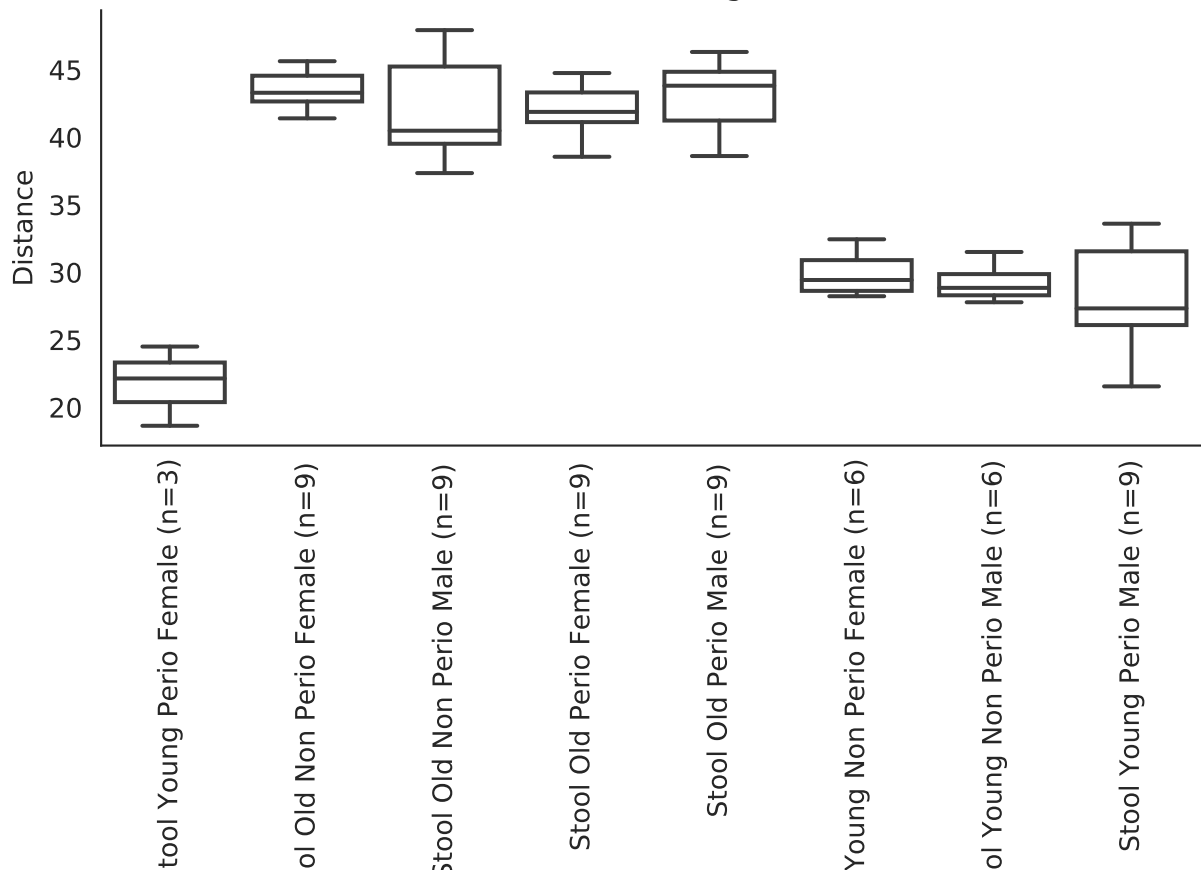 Distance
45
40
35
30
25
20
tool Young Perio Female (n=3)
ol Old Non Perio Female (n=9)
Stool Old Non Perio Male (n=9)
Stool Old Perio Female (n=9)
Stool Old Perio Male (n=9)
Young Non Perio Female (n=6)
ol Young Non Perio Male (n=6)
Stool Young Perio Male (n=9)